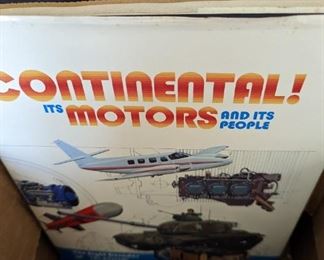 CONTINENTAL!
ITS MOTORS AND ITS
PEOPLE